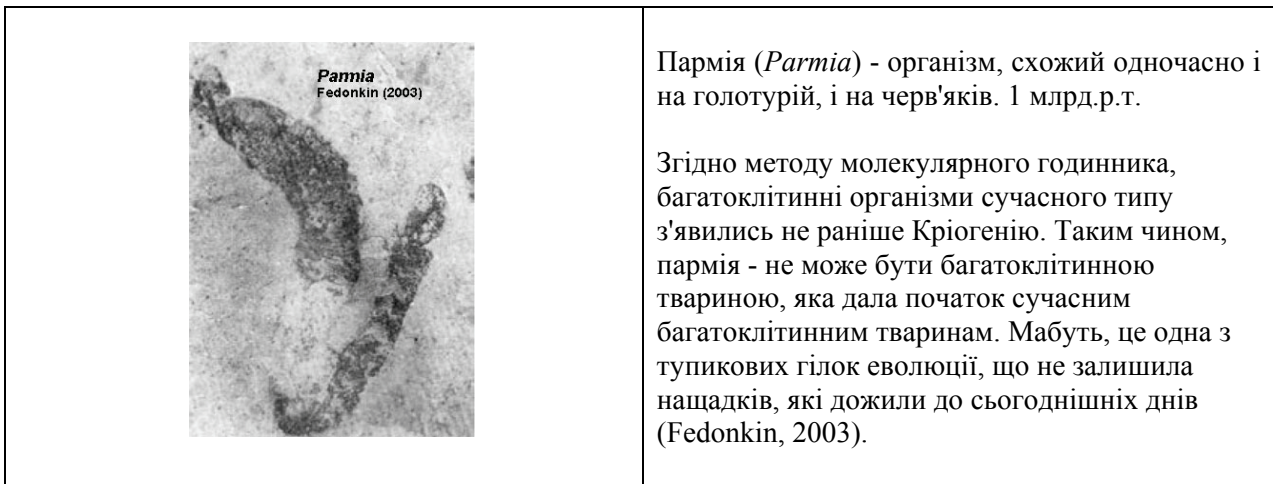 Parmia
Fedonkin (2003)
Пармія (Parmia) - організм, схожий одночасно і
на голотурій, і на черв'яків. 1 млрд.р.т.
Згідно методу молекулярного годинника,
багатоклітинні організми сучасного типу
з'явились не раніше Кріогенію. Таким чином,
пармія - не може бути багатоклітинною
твариною, яка дала початок сучасним
багатоклітинним тваринам. Мабуть, це одна з
тупикових гілок еволюції, що не залишила
нащадків, які дожили до сьогоднішніх днів
(Fedonkin, 2003).